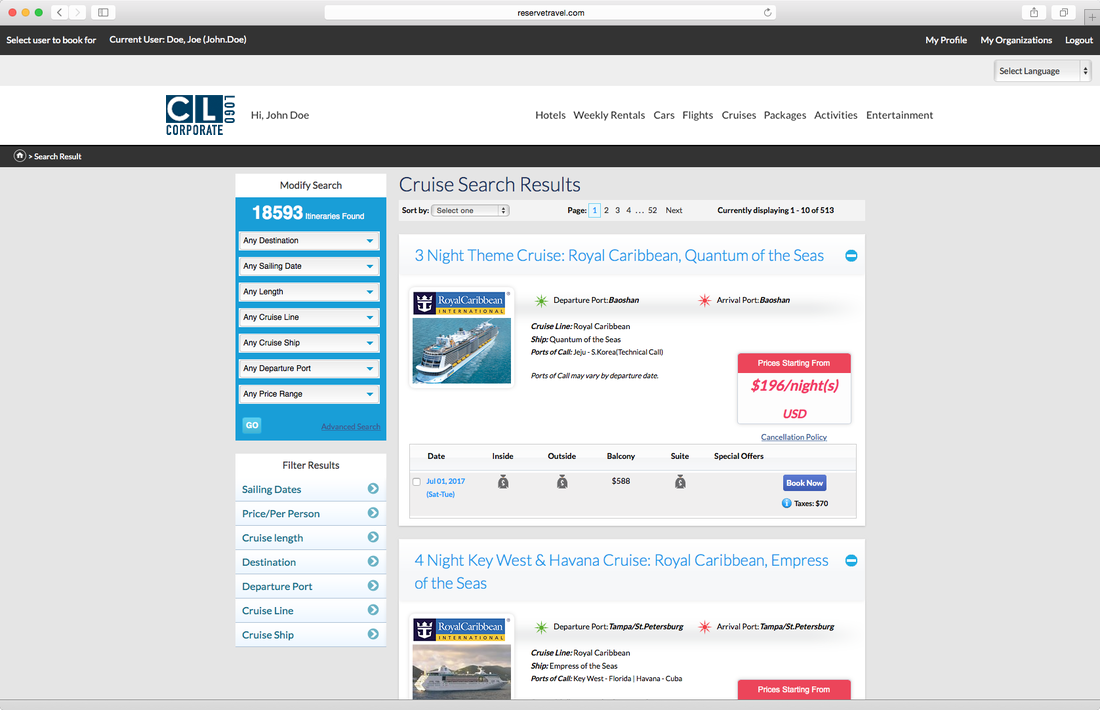 reservetravel.com
Select user to book for Current User: Doe, Joe (John.Doe) My Profile My Organizations Logout
Select Language
CL LOGO
CORPORATE
Hi, John Doe
Hotels Weekly Rentals Cars Flights Cruises Packages Activities Entertainment
> Search Result
Modify Search
18593 Itineraries Found
Any Destination
Any Sailing Date
Any Length
Any Cruise Line
Any Cruise Ship
Any Departure Port
Any Price Range
GO Advanced Search
Filter Results
Sailing Dates
Price/Per Person
Cruise length
Destination
Departure Port
Cruise Line
Cruise Ship
Cruise Search Results
Sort by: Select one Page: 1 2 3 4 ... 52 Next Currently displaying 1 - 10 of 513
3 Night Theme Cruise: Royal Caribbean, Quantum of the Seas
RoyalCaribbean
INTERNATIONAL
Departure Port:Baoshan Arrival Port:Baoshan
Cruise Line: Royal Caribbean
Ship: Quantum of the Seas
Ports of Call: Jeju - S.Korea(Technical Call)
Ports of Call may vary by departure date.
Prices Starting From
$196/night(s)
USD
Cancellation Policy
Date Inside Outside Balcony Suite Special Offers
Jul 01, 2017 $588 Book Now
(Sat-Tue)
Taxes: $70
4 Night Key West & Havana Cruise: Royal Caribbean, Empress
of the Seas
RoyalCaribbean
INTERNATIONAL
Departure Port:Tampa/St.Petersburg Arrival Port:Tampa/St.Petersburg
Cruise Line: Royal Caribbean
Ship: Empress of the Seas
Ports of Call: Key West - Florida | Havana - Cuba
Prices Starting From